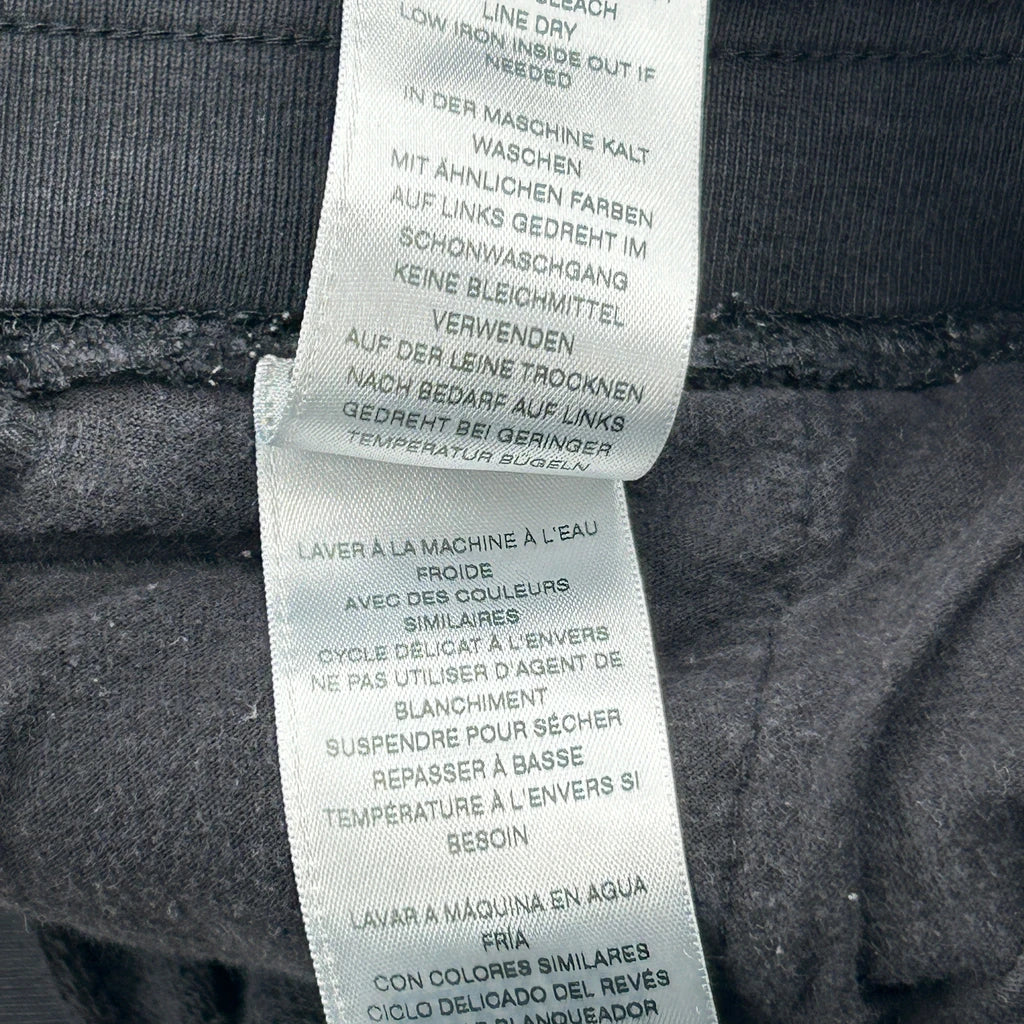 BLEACH
LINE DRY
LOW IRON INSIDE OUT IF
NEEDED
IN DER MASCHINE KALT
WASCHEN
MIT ÄHNLICHEN FARBEN
AUF LINKS GEDREHT IM
SCHONWASCHGANG
KEINE BLEICHMITTEL
VERWENDEN
AUF DER LEINE TROCKNEN
NACH BEDARF AUF LINKS
GEDREHT BEI GERINGER
TEMPERATUR BÜGELN
LAVER À LA MACHINE À L'EAU
FROIDE
AVEC DES COULEURS
SIMILAIRES
CYCLE DÉLICAT À L'ENVERS
NE PAS UTILISER D'AGENT DE
BLANCHIMENT
SUSPENDRE POUR SÉCHER
REPASSER À BASSE
TEMPÉRATURE À L'ENVERS SI
BESOIN
LAVAR A MÁQUINA EN AGUA
FRÍA
CON COLORES SIMILARES
CICLO DELICADO DEL REVÉS
BLANQUEADOR